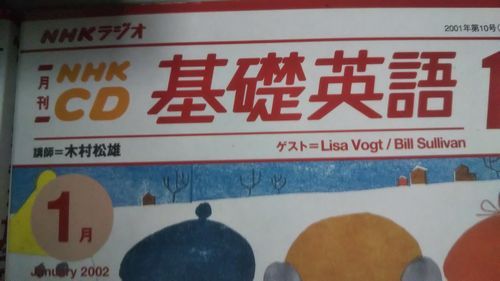 NHKラジオ
2001年第10号
月刊
NHK
CD
基礎英語 1
講師=木村松雄
ゲスト=Lisa Vogt / Bill Sullivan
1月
January 2002